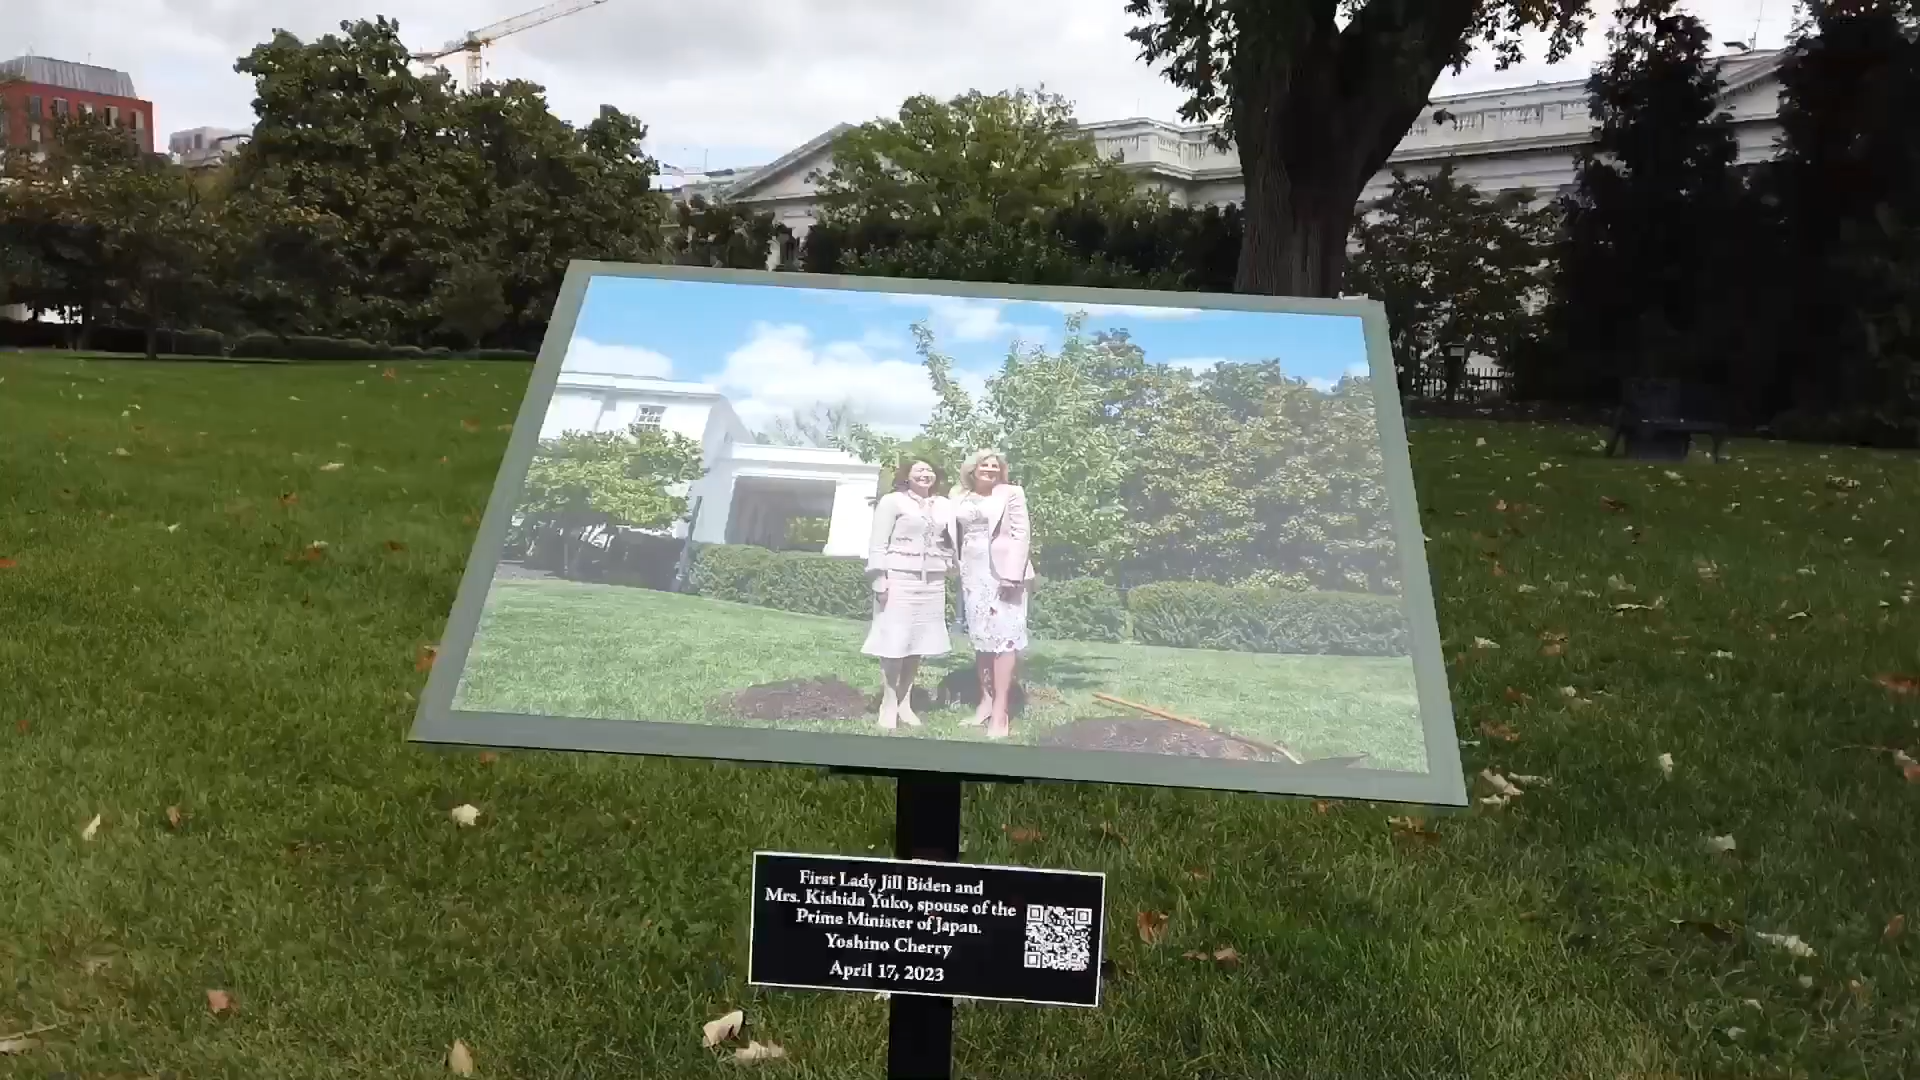 First Lady Jill Biden and
Mrs. Kishida Yuko, spouse of the
Prime Minister of Japan.
Yoshino Cherry
April 17, 2023